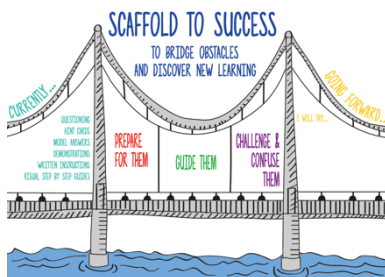 SCAFFOLD TO SUCCESS
TO BRIDGE OBSTACLES
AND DISCOVER NEW LEARNING
CURRENTLY...
QUESTIONING
HINT CARDS
MODEL ANSWERS
DEMONSTRATIONS
WRITTEN INSTRUCTIONS
VISUAL STEP BY STEP GUIDES
PREPARE
FOR THEM
GUIDE THEM
CHALLENGE &
CONFUSE
THEM
GOING FORWARD...
I WILL TRY...